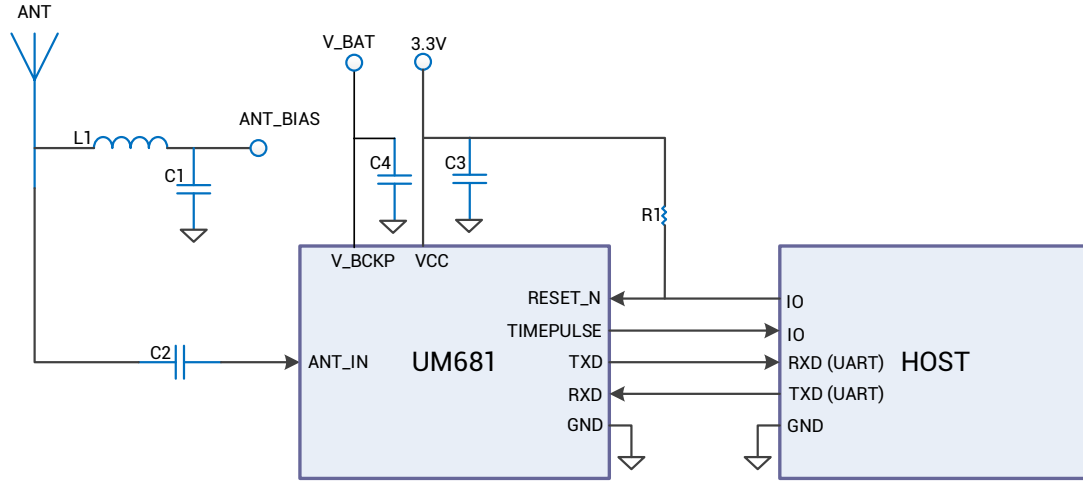 ANT
V_BAT
3.3V
ANT_BIAS
L1
C1
C4
C3
R1
V_BCKP
VCC
RESET_N
IO
TIMEPULSE
IO
C2
ANT_IN
UM681
TXD
RXD (UART)
HOST
RXD
TXD (UART)
GND
GND